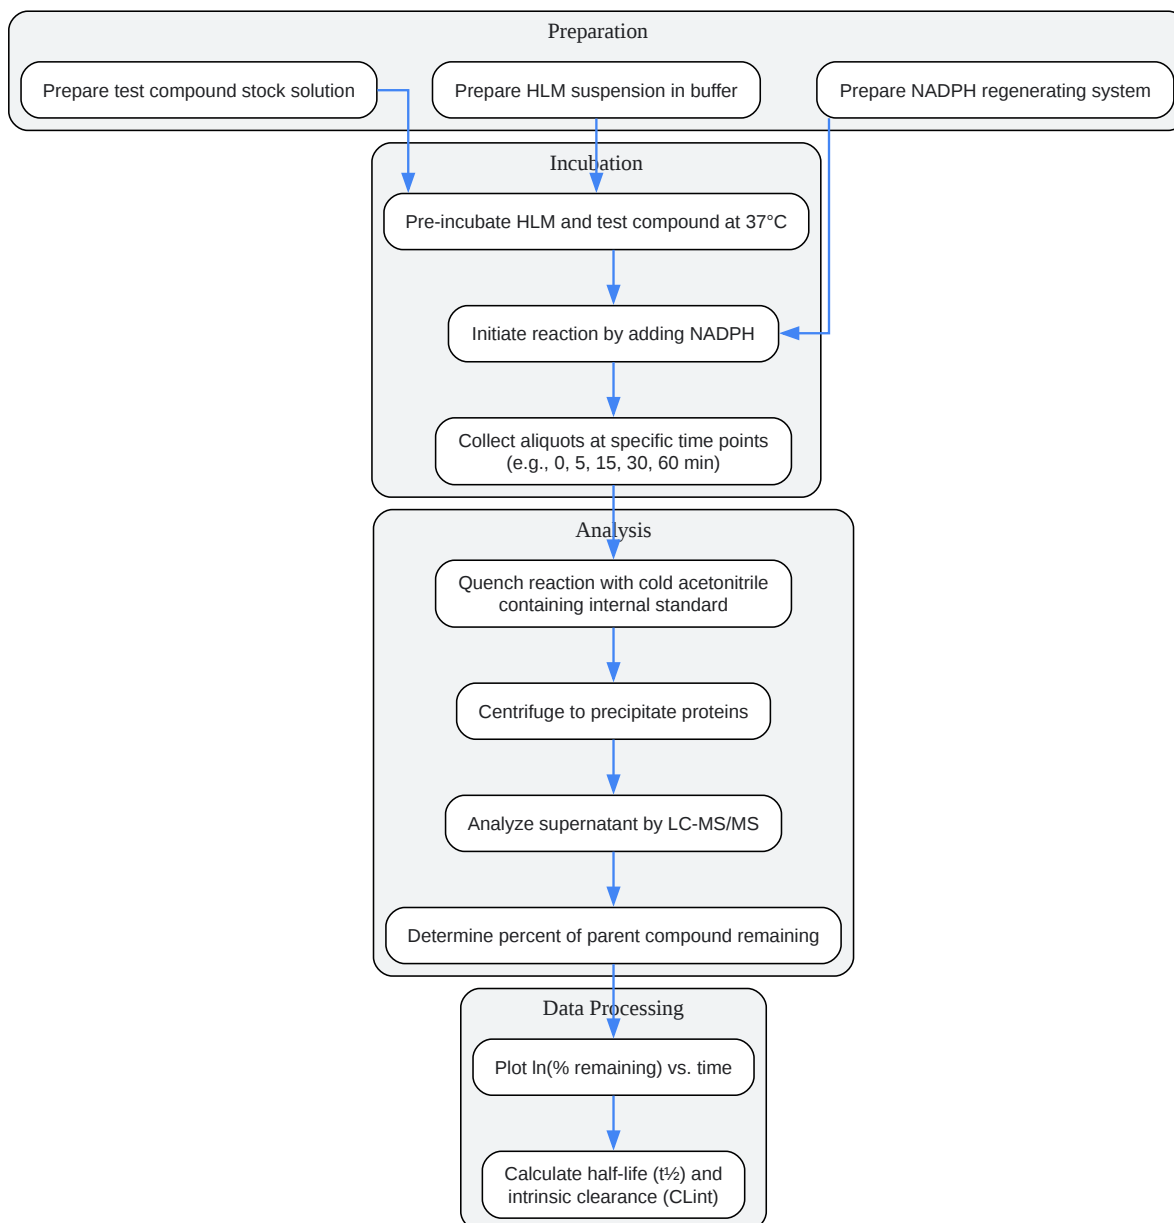 Preparation
Prepare test compound stock solution
Prepare HLM suspension in buffer
Prepare NADPH regenerating system
Incubation
Pre-incubate HLM and test compound at 37°C
Initiate reaction by adding NADPH
Collect aliquots at specific time points
(e.g., 0, 5, 15, 30, 60 min)
Analysis
Quench reaction with cold acetonitrile
containing internal standard
Centrifuge to precipitate proteins
Analyze supernatant by LC-MS/MS
Determine percent of parent compound remaining
Data Processing
Plot ln(% remaining) vs. time
Calculate half-life (t½) and
intrinsic clearance (CLint)